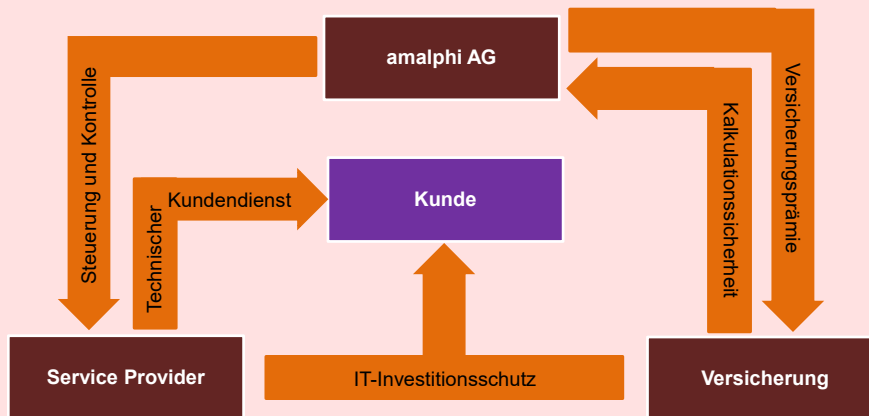 amalphi AG
Steuerung und Kontrolle
Versicherungsprämie
Kalkulationssicherheit
Technischer
Kundendienst
Kunde
Service Provider
IT-Investitionsschutz
Versicherung